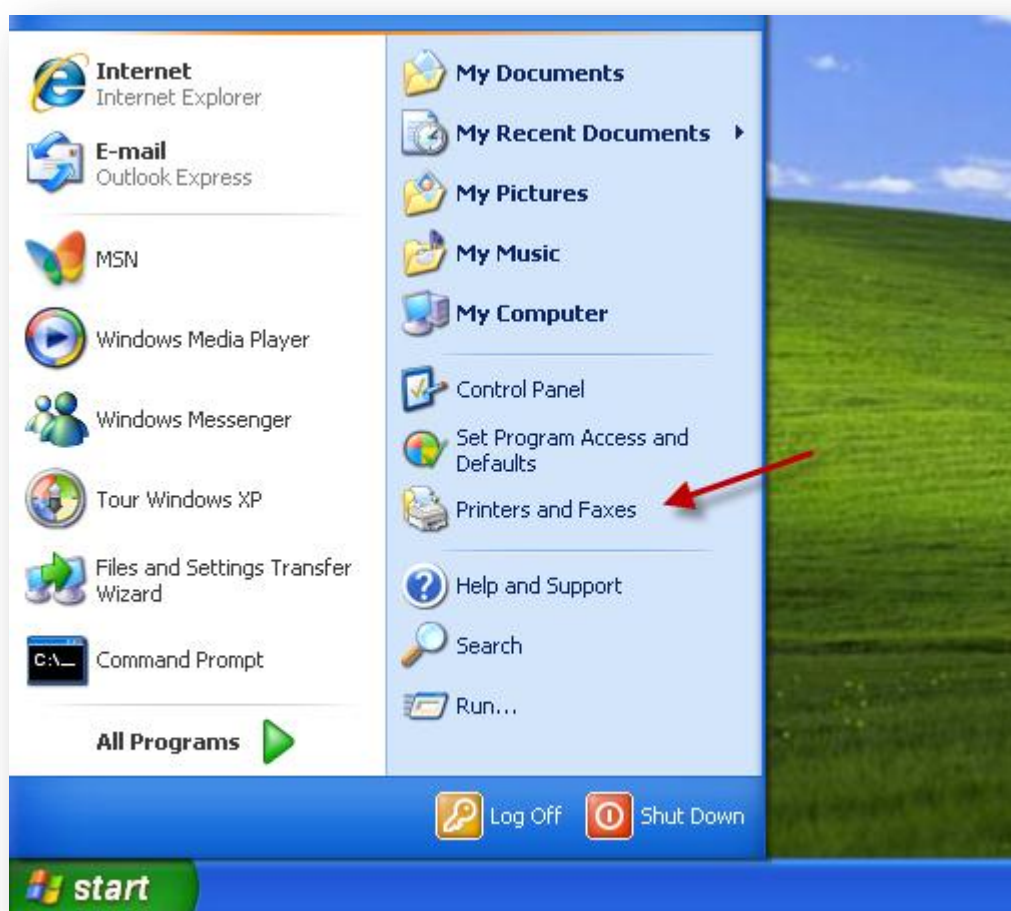 Internet
Internet Explorer
E-mail
Outlook Express
MSN
Windows Media Player
Windows Messenger
Tour Windows XP
Files and Settings Transfer
Wizard
C:\_
Command Prompt
All Programs
My Documents
My Recent Documents
My Pictures
My Music
My Computer
Control Panel
Set Program Access and
Defaults
Printers and Faxes
Help and Support
Search
Run...
Log Off
Shut Down
start